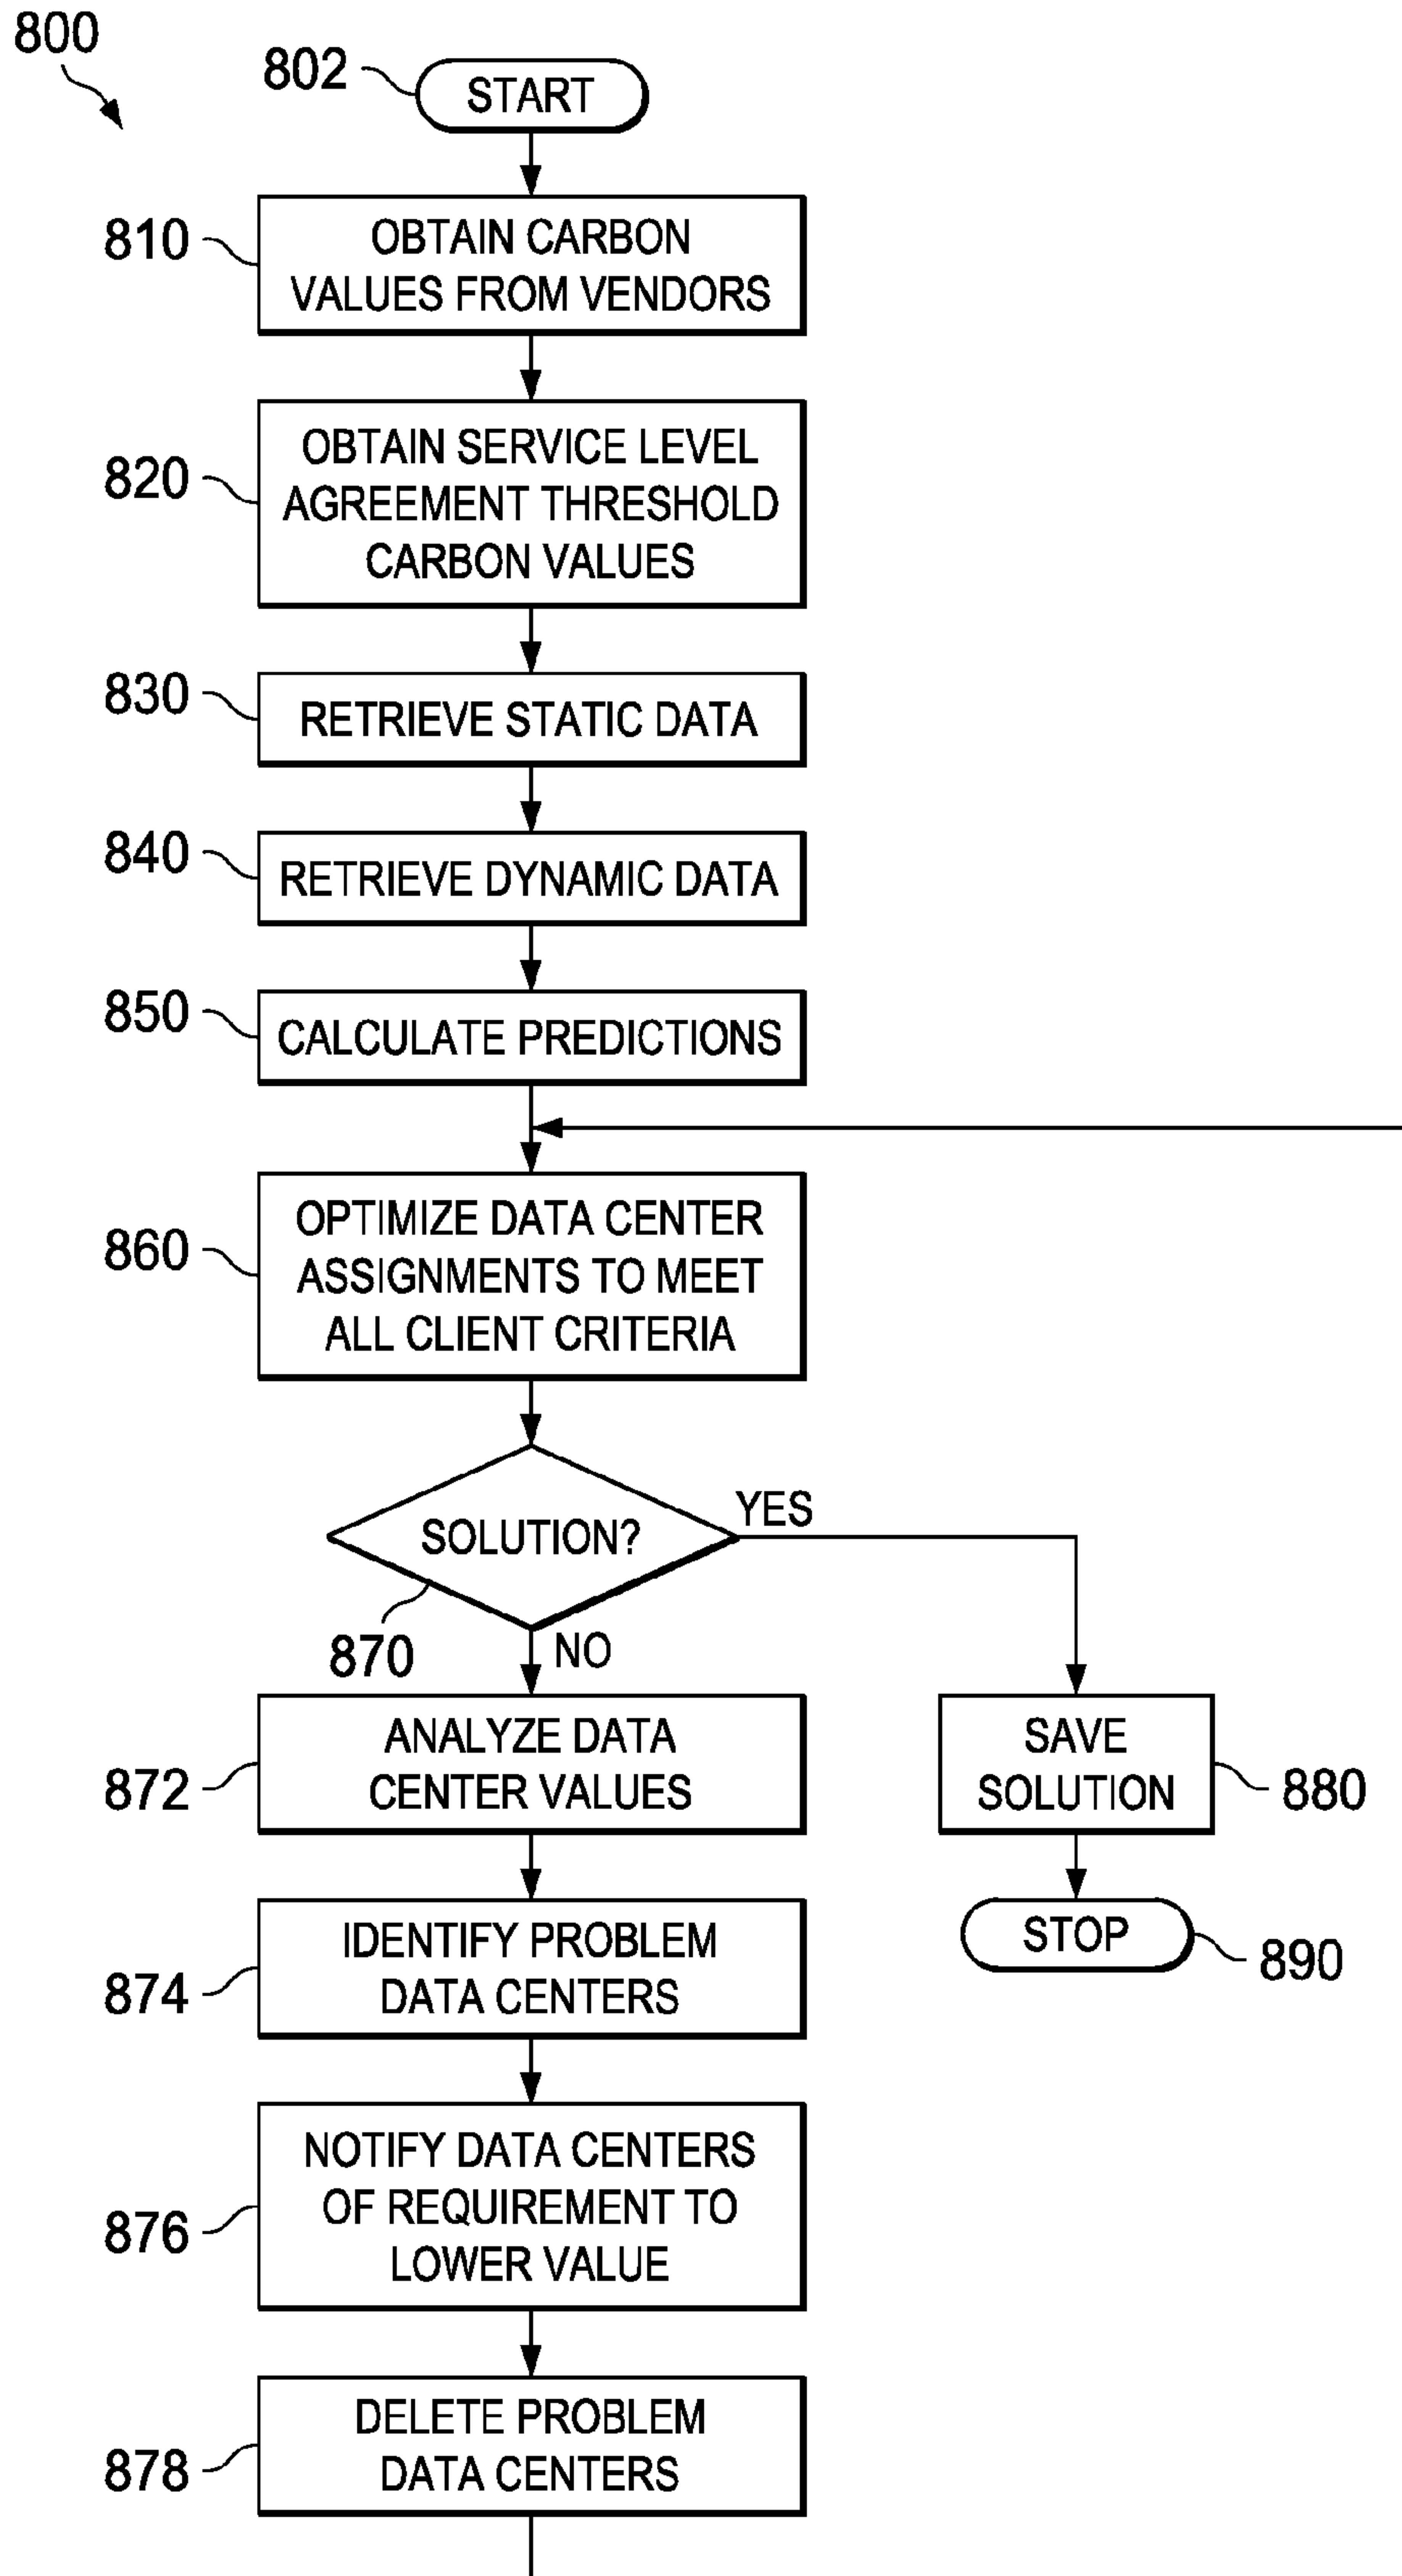 800
802
START
810
OBTAIN CARBON
VALUES FROM VENDORS
820
OBTAIN SERVICE LEVEL
AGREEMENT THRESHOLD
CARBON VALUES
830
RETRIEVE STATIC DATA
840
RETRIEVE DYNAMIC DATA
850
CALCULATE PREDICTIONS
860
OPTIMIZE DATA CENTER
ASSIGNMENTS TO MEET
ALL CLIENT CRITERIA
SOLUTION?
YES
870
NO
872
ANALYZE DATA
CENTER VALUES
SAVE
SOLUTION
880
874
IDENTIFY PROBLEM
DATA CENTERS
STOP
890
876
NOTIFY DATA CENTERS
OF REQUIREMENT TO
LOWER VALUE
878
DELETE PROBLEM
DATA CENTERS